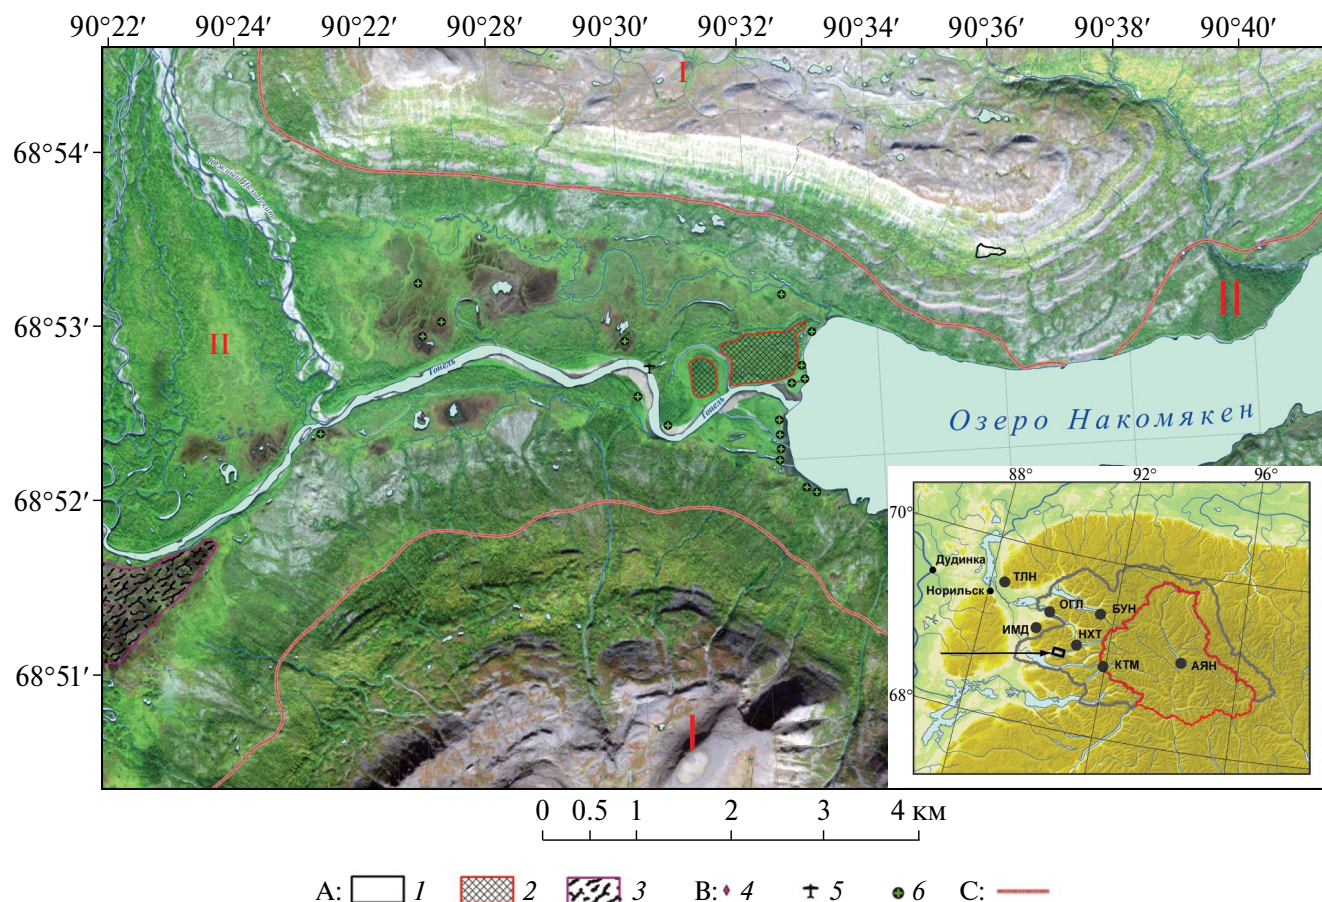 90°22′ 90°24′ 90°22′ 90°28′ 90°30′ 90°32′ 90°34′ 90°36′ 90°38′ 90°40′
I
68°54′
68°53′
II
II
Тонель
Тонель
Озеро Накомякен
68°52′
68°51′
I
88° 92° 96°
70°
Дудинка
ТЛН
Норильск
ОГЛ
БУН
ИМД
НХТ
КТМ
АЯН
68°
0 0.5 1 2 3 4 км
А: 1 2 3 В: 4 5 6 С: